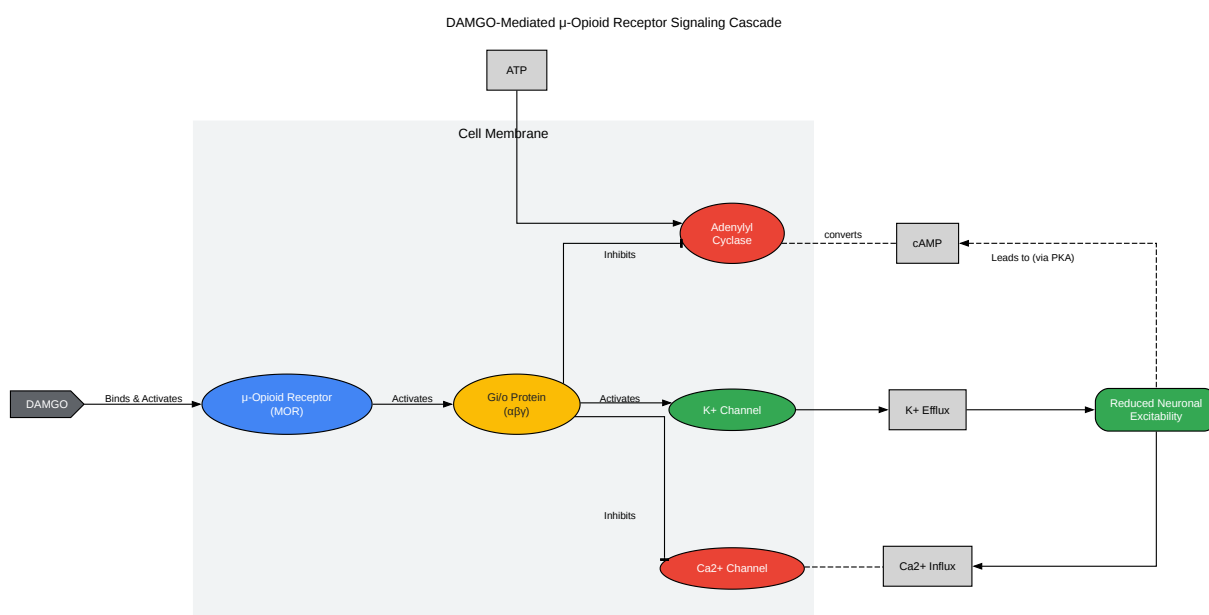 DAMGO-Mediated μ-Opioid Receptor Signaling Cascade
ATP
Cell Membrane
Adenylyl
Cyclase
converts
cAMP
Inhibits
Leads to (via PKA)
DAMGO
Binds & Activates
μ-Opioid Receptor
(MOR)
Activates
Gi/o Protein
(αβγ)
Activates
K+ Channel
K+ Efflux
Reduced Neuronal
Excitability
Inhibits
Ca2+ Channel
Ca2+ Influx